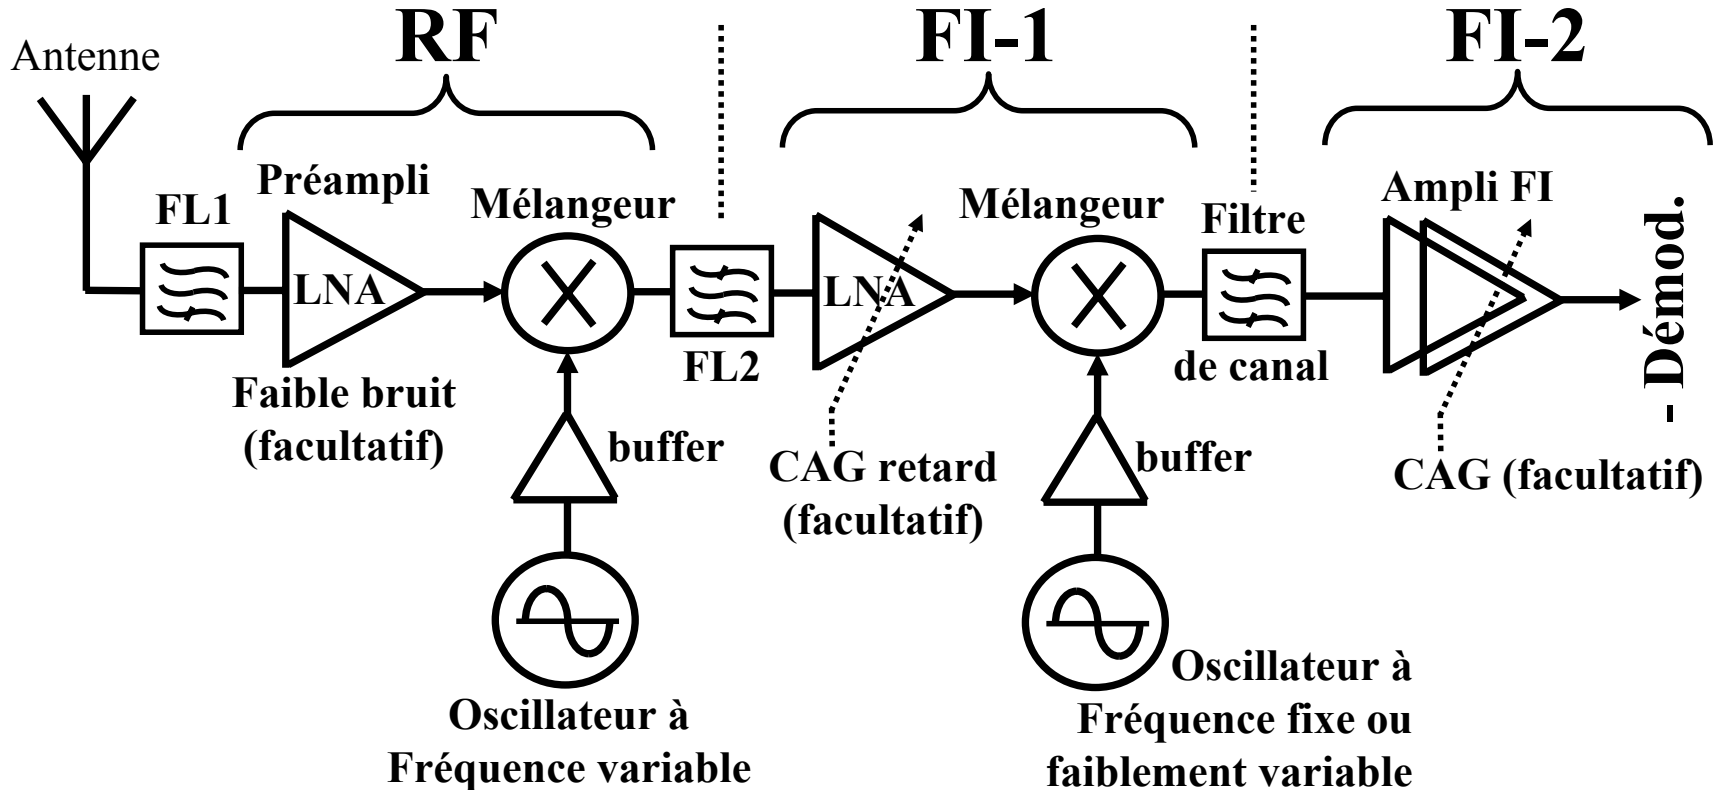 RF
FI-1
FI-2
Antenne
Préampli
Ampli FI
FL1
Mélangeur
Mélangeur
Filtre
LNA
LNA
FL2
de canal
- Démod.
Faible bruit
(facultatif)
buffer
CAG retard
(facultatif)
buffer
CAG (facultatif)
Oscillateur à
Fréquence variable
Oscillateur à
Fréquence fixe ou
faiblement variable